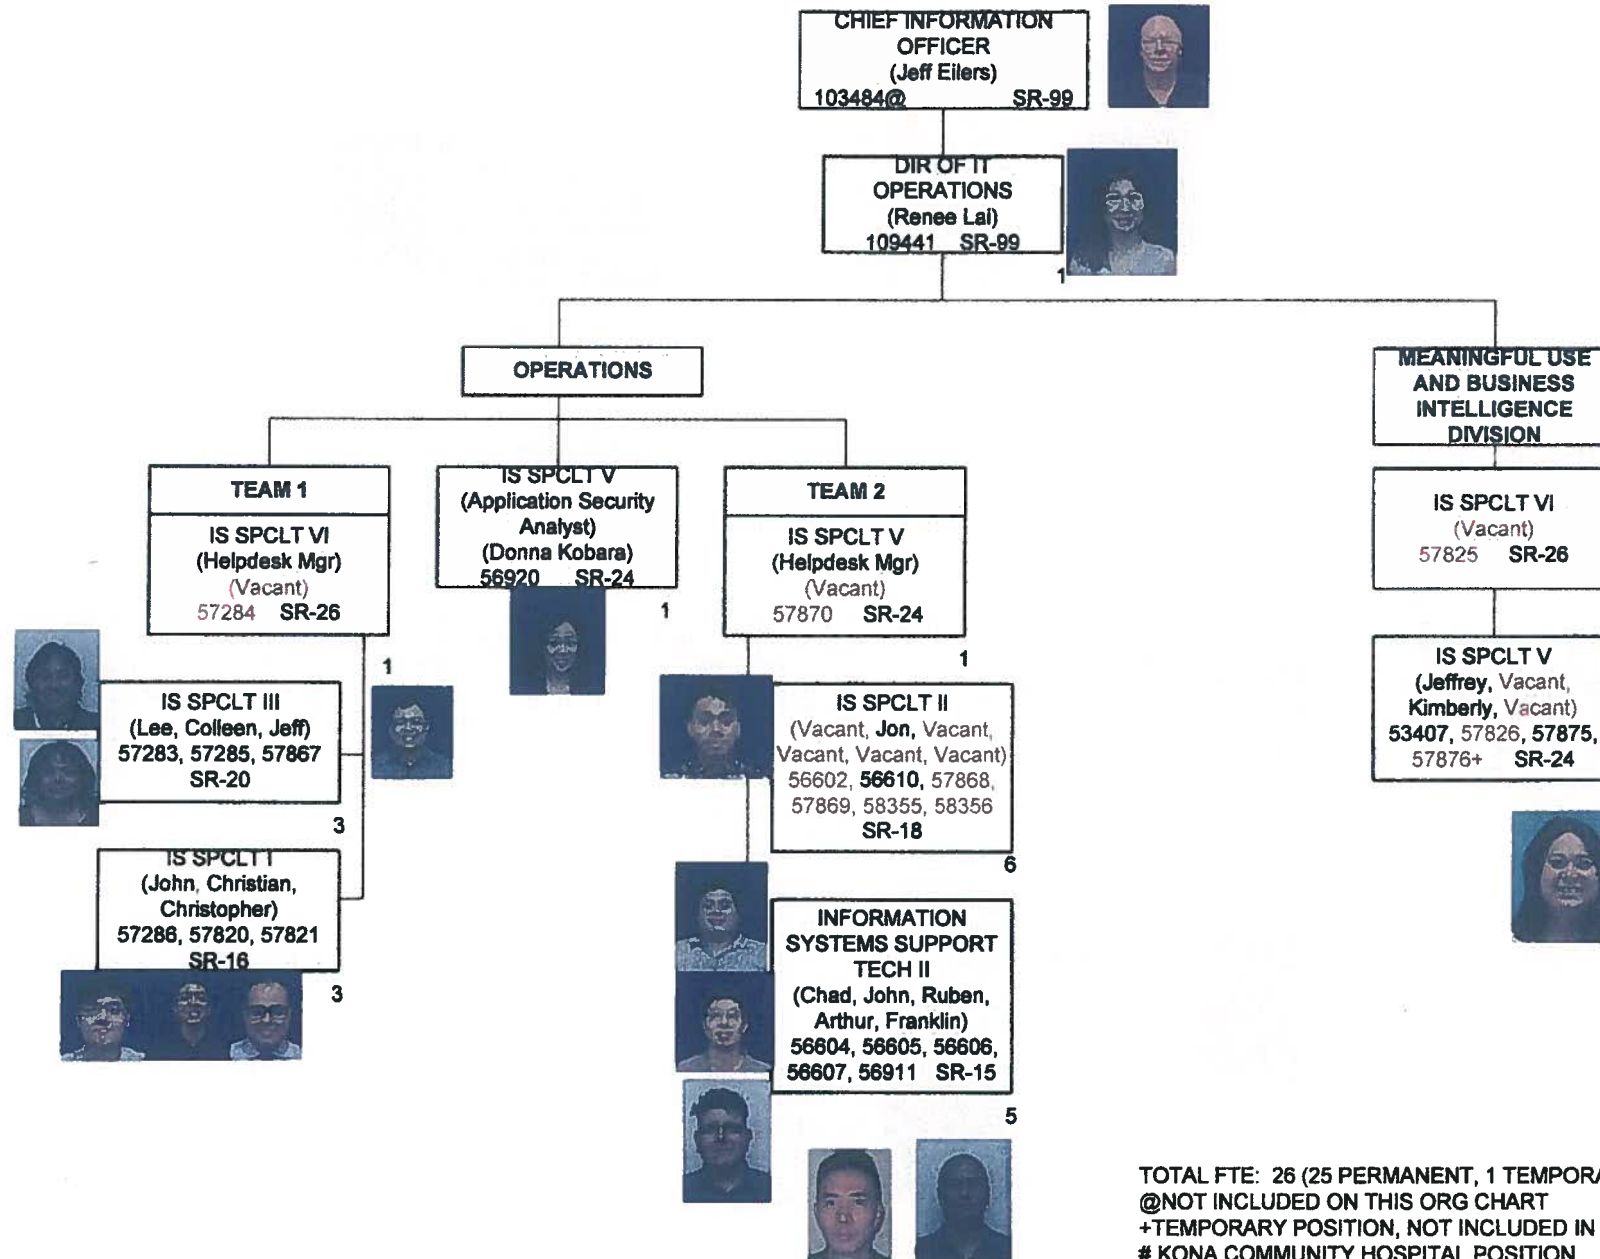 CHIEF INFORMATION
OFFICER
(Jeff Eilers)
103484@ SR-99
DIR OF IT
OPERATIONS
(Renee Lai)
109441 SR-99
1
OPERATIONS
MEANINGFUL USE
AND BUSINESS
INTELLIGENCE
DIVISION
TEAM 1
IS SPCLT VI
(Helpdesk Mgr)
(Vacant)
57284 SR-26
1
IS SPCLT V
(Application Security
Analyst)
(Donna Kobara)
56920 SR-24
1
TEAM 2
IS SPCLT V
(Helpdesk Mgr)
(Vacant)
57870 SR-24
1
IS SPCLT VI
(Vacant)
57825 SR-26
IS SPCLT III
(Lee, Colleen, Jeff)
57283, 57285, 57867
SR-20
3
IS SPCLT I
(John, Christian,
Christopher)
57286, 57820, 57821
SR-16
3
IS SPCLT II
(Vacant, Jon, Vacant,
Vacant, Vacant, Vacant)
56602, 56610, 57868,
57869, 58355, 58356
SR-18
6
INFORMATION
SYSTEMS SUPPORT
TECH II
(Chad, John, Ruben,
Arthur, Franklin)
56604, 56605, 56606,
56607, 56911 SR-15
5
IS SPCLT V
(Jeffrey, Vacant,
Kimberly, Vacant)
53407, 57826, 57875,
57876+ SR-24
TOTAL FTE: 26 (25 PERMANENT, 1 TEMPORA
@NOT INCLUDED ON THIS ORG CHART
+TEMPORARY POSITION, NOT INCLUDED IN
# KONA COMMUNITY HOSPITAL POSITION